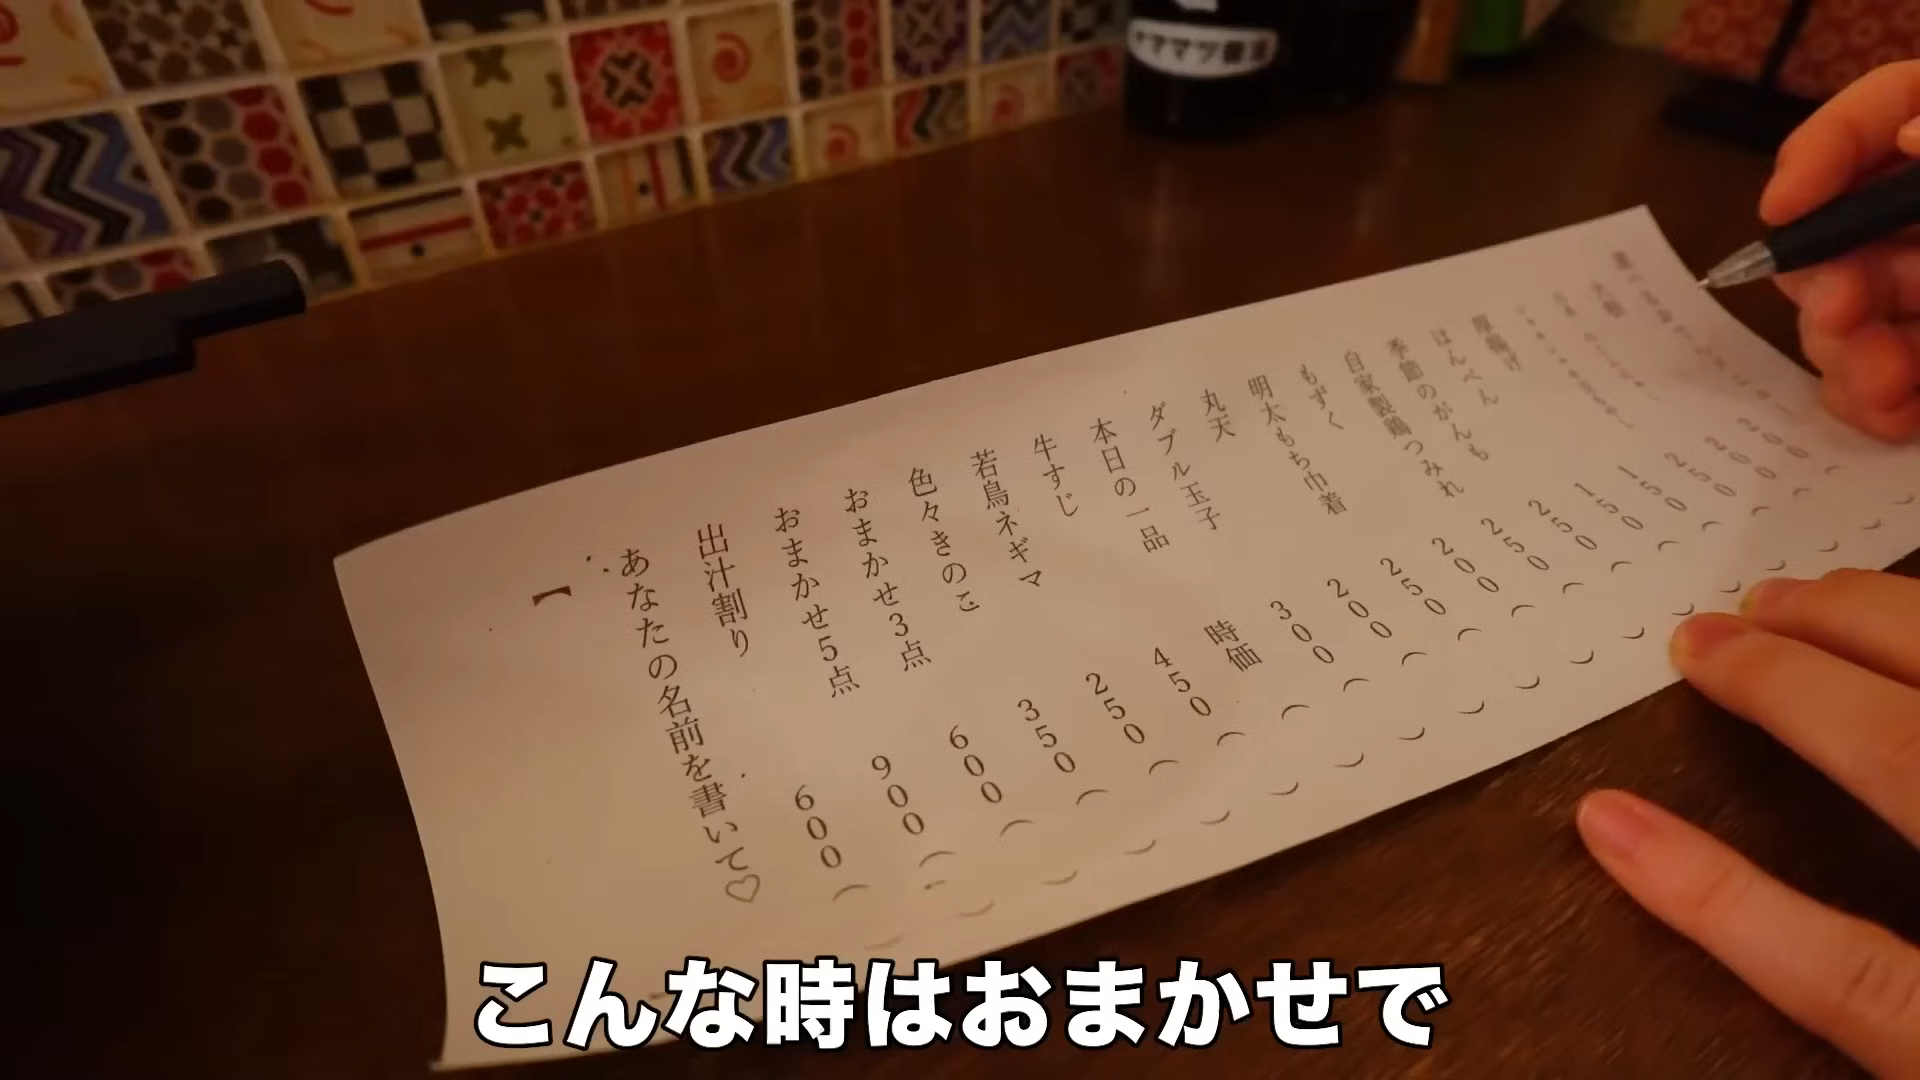 大根 200（ ）
200（ ）
250（ ）
厚揚げ 150（ ）
はんぺん 150（ ）
季節のがんも 250（ ）
自家製鶏つみれ 250（ ）
もずく 200（ ）
明太もち巾着 250（ ）
丸天 200（ ）
ダブル玉子 300（ ）
本日の一品 時価（ ）
牛すじ 450（ ）
若鳥ネギマ 250（ ）
色々きのこ 350（ ）
おまかせ3点 600（ ）
おまかせ5点 900（ ）
出汁割り 600（ ）
あなたの名前を書いて♡
【
こんな時はおまかせで